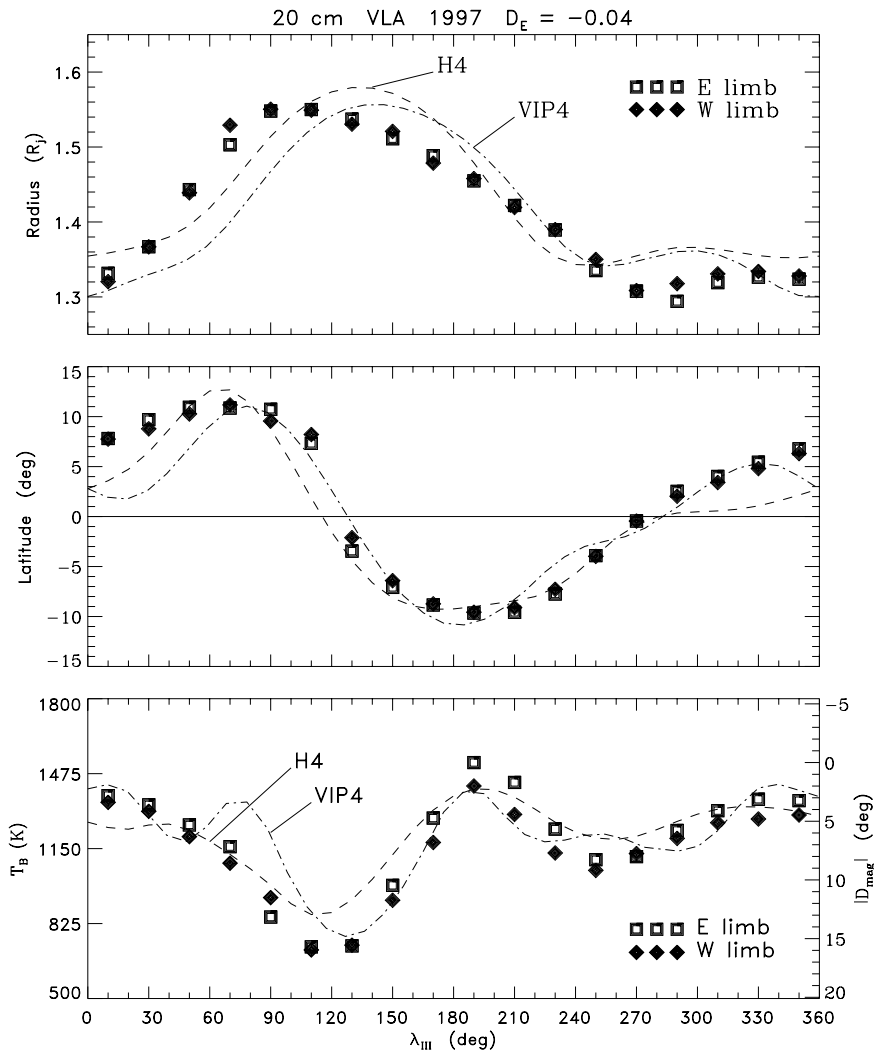 20 cm VLA 1997 D_E = −0.04
1.6
1.5
1.4
1.3
Radius (R_j)
H4
VIP4
E limb
W limb
15
10
5
0
−5
−10
−15
Latitude (deg)
1800
1475
1150
825
500
T_B (K)
H4
VIP4
−5
0
5
10
15
20
|D_mag| (deg)
E limb
W limb
0 30 60 90 120 150 180 210 240 270 300 330 360
λ_III (deg)